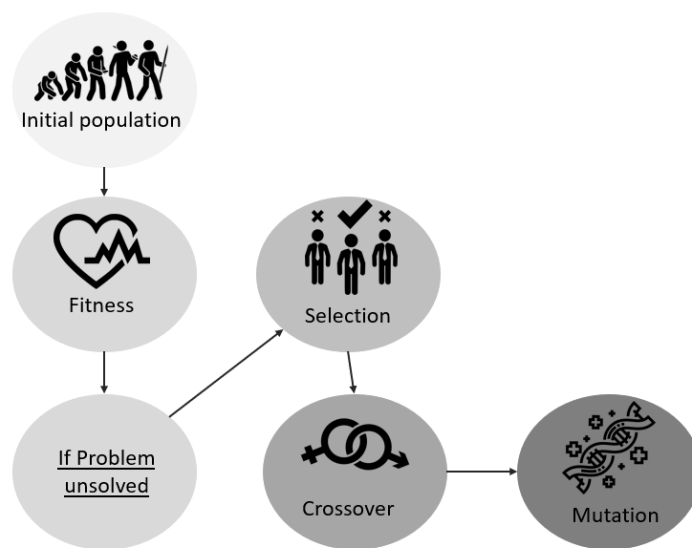 Initial population
Fitness
If Problem
unsolved
Selection
Crossover
Mutation